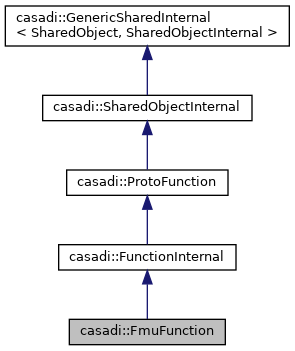 casadi::GenericSharedInternal
< SharedObject, SharedObjectInternal >
casadi::SharedObjectInternal
casadi::ProtoFunction
casadi::FunctionInternal
casadi::FmuFunction